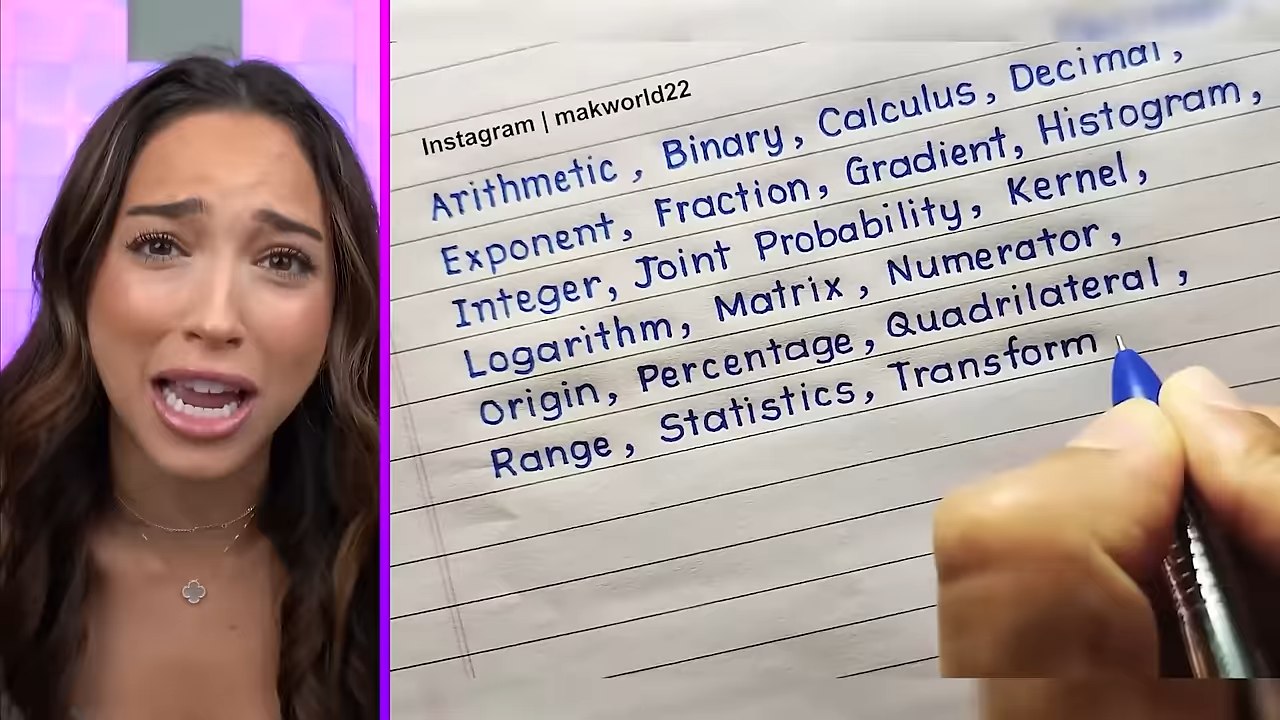 Instagram | makworld22
Arithmetic, Binary, Calculus, Decimal,
Exponent, Fraction, Gradient, Histogram,
Integer, Joint Probability, Kernel,
Logarithm, Matrix, Numerator,
Origin, Percentage, Quadrilateral,
Range, Statistics, Transform